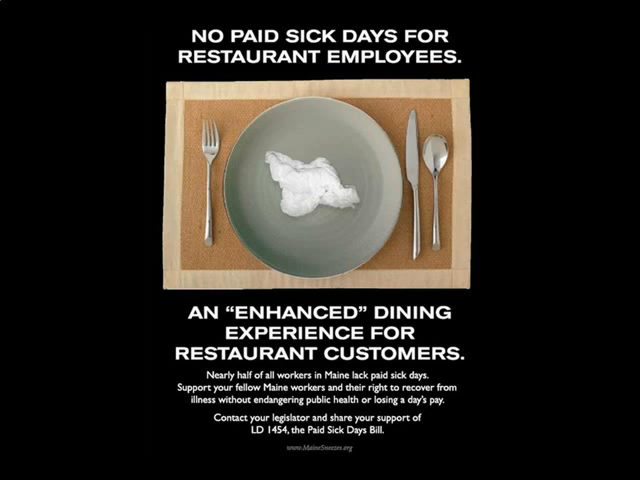 NO PAID SICK DAYS FOR
RESTAURANT EMPLOYEES.
AN “ENHANCED” DINING
EXPERIENCE FOR
RESTAURANT CUSTOMERS.
Nearly half of all workers in Maine lack paid sick days.
Support your fellow Maine workers and their right to recover from
illness without endangering public health or losing a day's pay.
Contact your legislator and share your support of
LD 1454, the Paid Sick Days Bill.
www.MaineSneezes.org